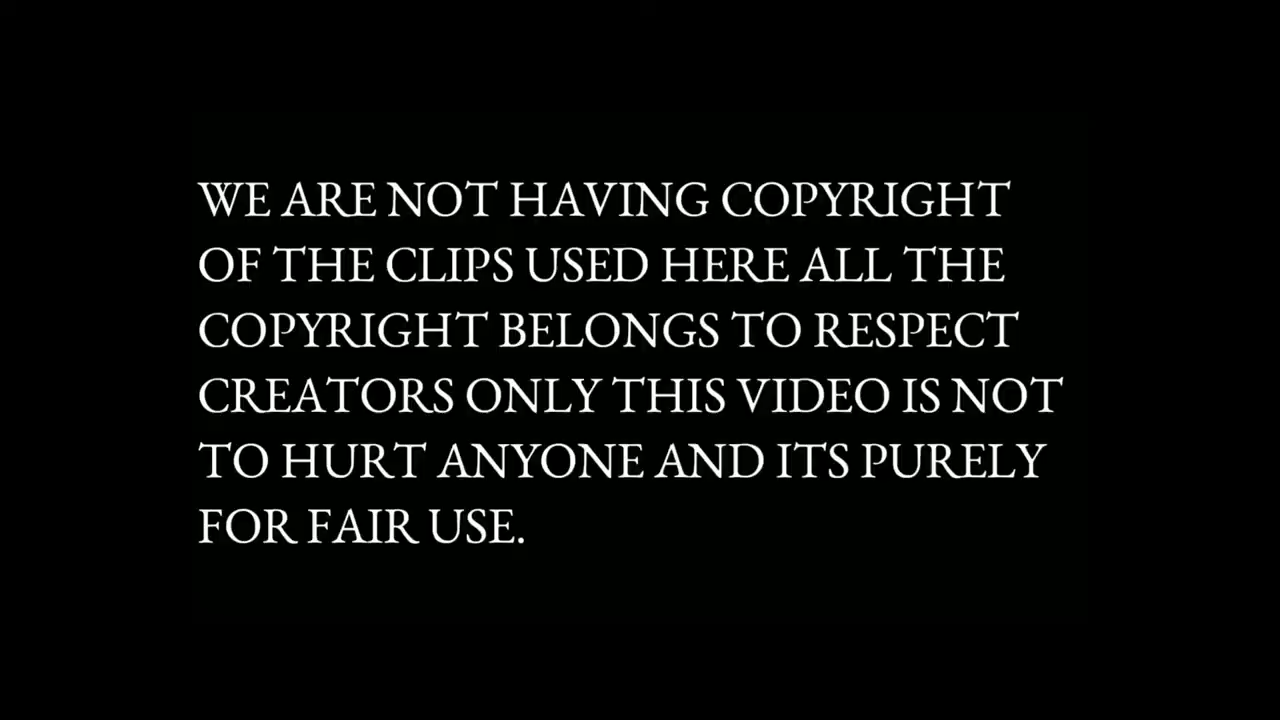 WE ARE NOT HAVING COPYRIGHT
OF THE CLIPS USED HERE ALL THE
COPYRIGHT BELONGS TO RESPECT
CREATORS ONLY THIS VIDEO IS NOT
TO HURT ANYONE AND ITS PURELY
FOR FAIR USE.